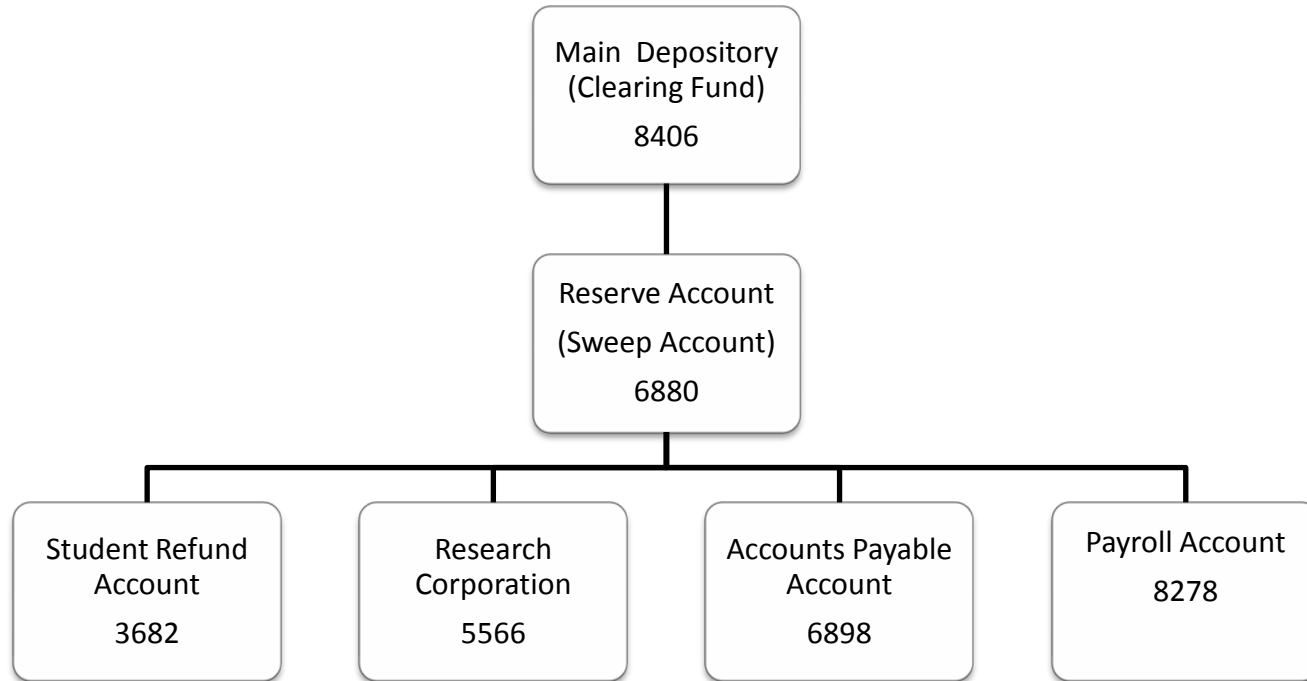 Main Depository
(Clearing Fund)
8406
Reserve Account
(Sweep Account)
6880
Student Refund
Account
3682
Research
Corporation
5566
Accounts Payable
Account
6898
Payroll Account
8278